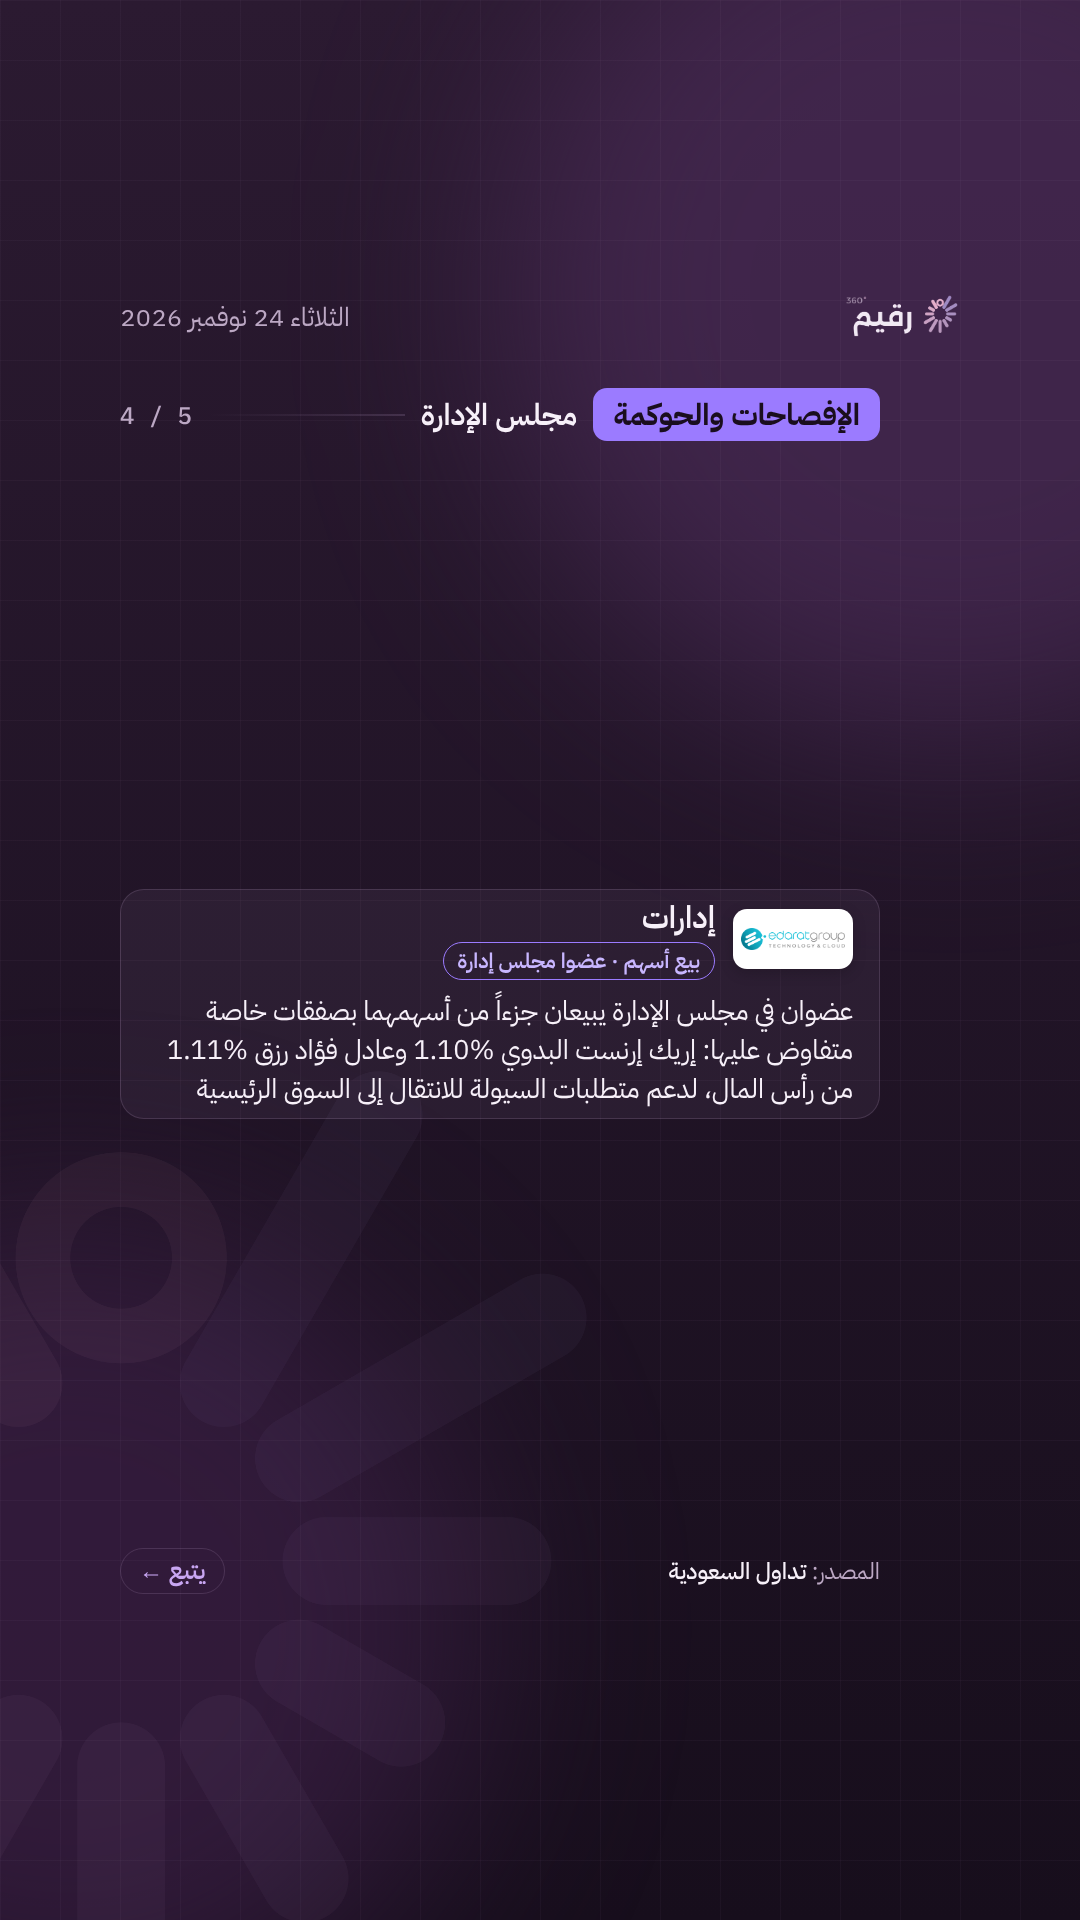 رقيم
360°
الثلاثاء 24 نوفمبر 2026
الإفصاحات والحوكمة
مجلس الإدارة
4 / 5
edaratgroup
TECHNOLOGY & CLOUD
إدارات
بيع أسهم · عضوا مجلس إدارة
عضوان في مجلس الإدارة يبيعان جزءاً من أسهمهما بصفقات خاصة
متفاوض عليها: إريك إرنست البدوي 1.10% وعادل فؤاد رزق 1.11%
من رأس المال، لدعم متطلبات السيولة للانتقال إلى السوق الرئيسية
المصدر: تداول السعودية
يتبع ←